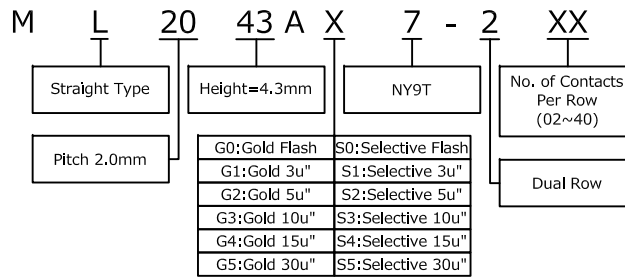 M L 20 43 A X 7 - 2 XX
Straight Type
Height=4.3mm
NY9T
No. of Contacts
Per Row
(02~40)
Pitch 2.0mm
G0:Gold Flash S0:Selective Flash
G1:Gold 3u" S1:Selective 3u"
G2:Gold 5u" S2:Selective 5u"
G3:Gold 10u" S3:Selective 10u"
G4:Gold 15u" S4:Selective 15u"
G5:Gold 30u" S5:Selective 30u"
Dual Row